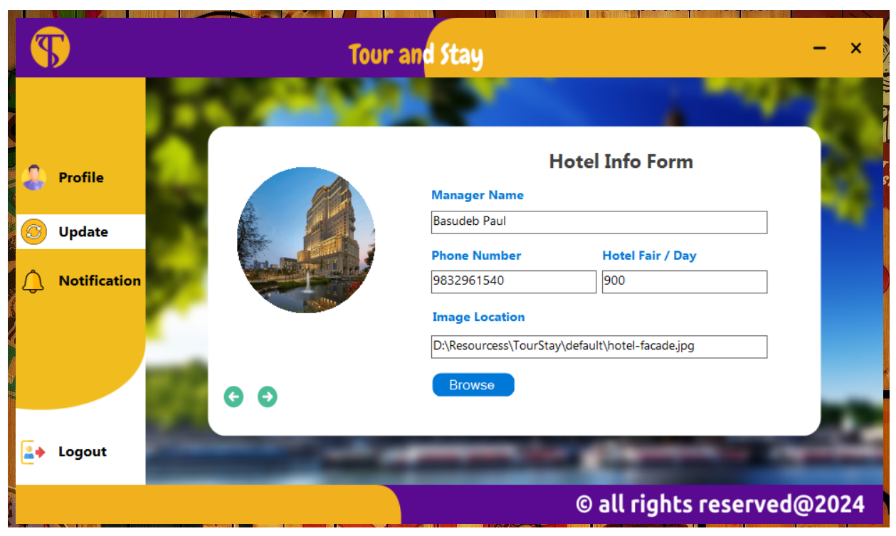 Tour and Stay
Profile
Update
Notification
Logout
Hotel Info Form
Manager Name
Basudeb Paul
Phone Number Hotel Fair / Day
9832961540 900
Image Location
D:\Resourcess\TourStay\default\hotel-facade.jpg
Browse
© all rights reserved@2024